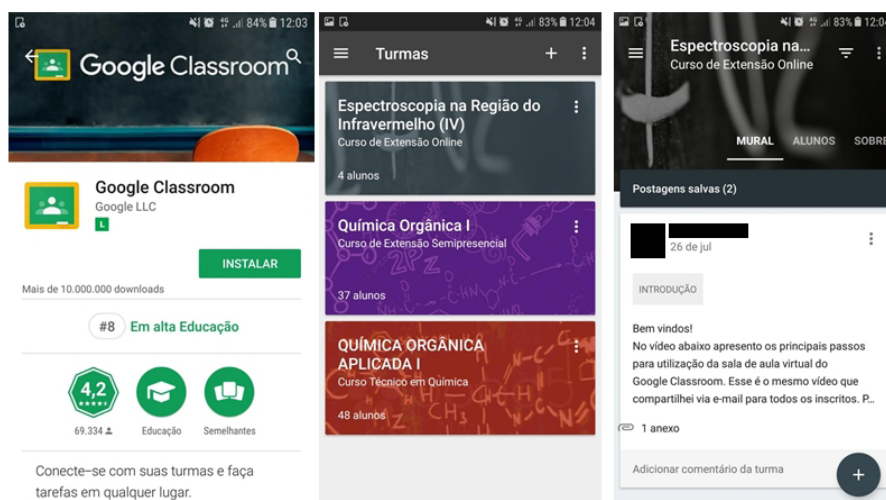 84% 12:03
Google Classroom
Google Classroom
Google LLC
L
INSTALAR
Mais de 10.000.000 downloads
#8 Em alta Educação
4,2
69.334
Educação
Semelhantes
Conecte-se com suas turmas e faça
tarefas em qualquer lugar.
83% 12:04
Turmas
Espectroscopia na Região do
Infravermelho (IV)
Curso de Extensão Online
4 alunos
Química Orgânica I
Curso de Extensão Semipresencial
37 alunos
QUÍMICA ORGÂNICA
APLICADA I
Curso Técnico em Química
48 alunos
83% 12:04
Espectroscopia na...
Curso de Extensão Online
MURAL ALUNOS SOBRE
Postagens salvas (2)
26 de jul
INTRODUÇÃO
Bem vindos!
No vídeo abaixo apresento os principais passos
para utilização da sala de aula virtual do
Google Classroom. Esse é o mesmo vídeo que
compartilhei via e-mail para todos os inscritos. P...
1 anexo
Adicionar comentário da turma